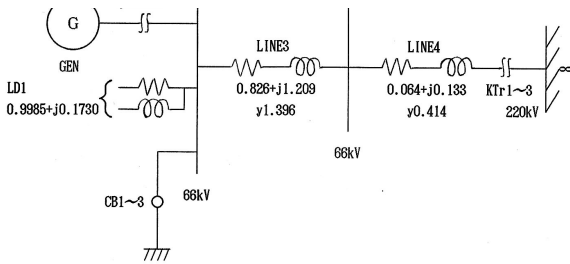 G
GEN
LD1
0.9985+j0.1730
CB1～3
66kV
LINE3
0.826+j1.209
y1.396
66kV
LINE4
0.064+j0.133
y0.414
KTr1～3
220kV
∞